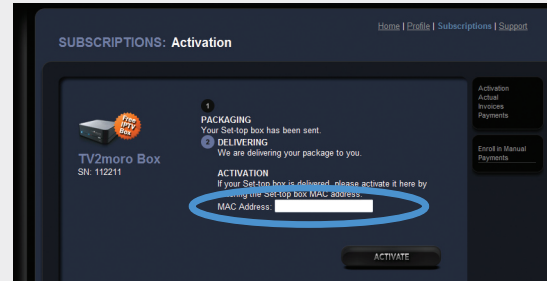 Home | Profile | Subscriptions | Support
SUBSCRIPTIONS: Activation
Free
IPTV
Box
TV2moro Box
SN: 112211
1
PACKAGING
Your Set-top box has been sent.
2 DELIVERING
We are delivering your package to you.
ACTIVATION
If your Set-top box is delivered, please activate it here by
entering the Set-top box MAC address.
MAC Address:
ACTIVATE
Activation
Actual
Invoices
Payments
Enroll in Manual
Payments